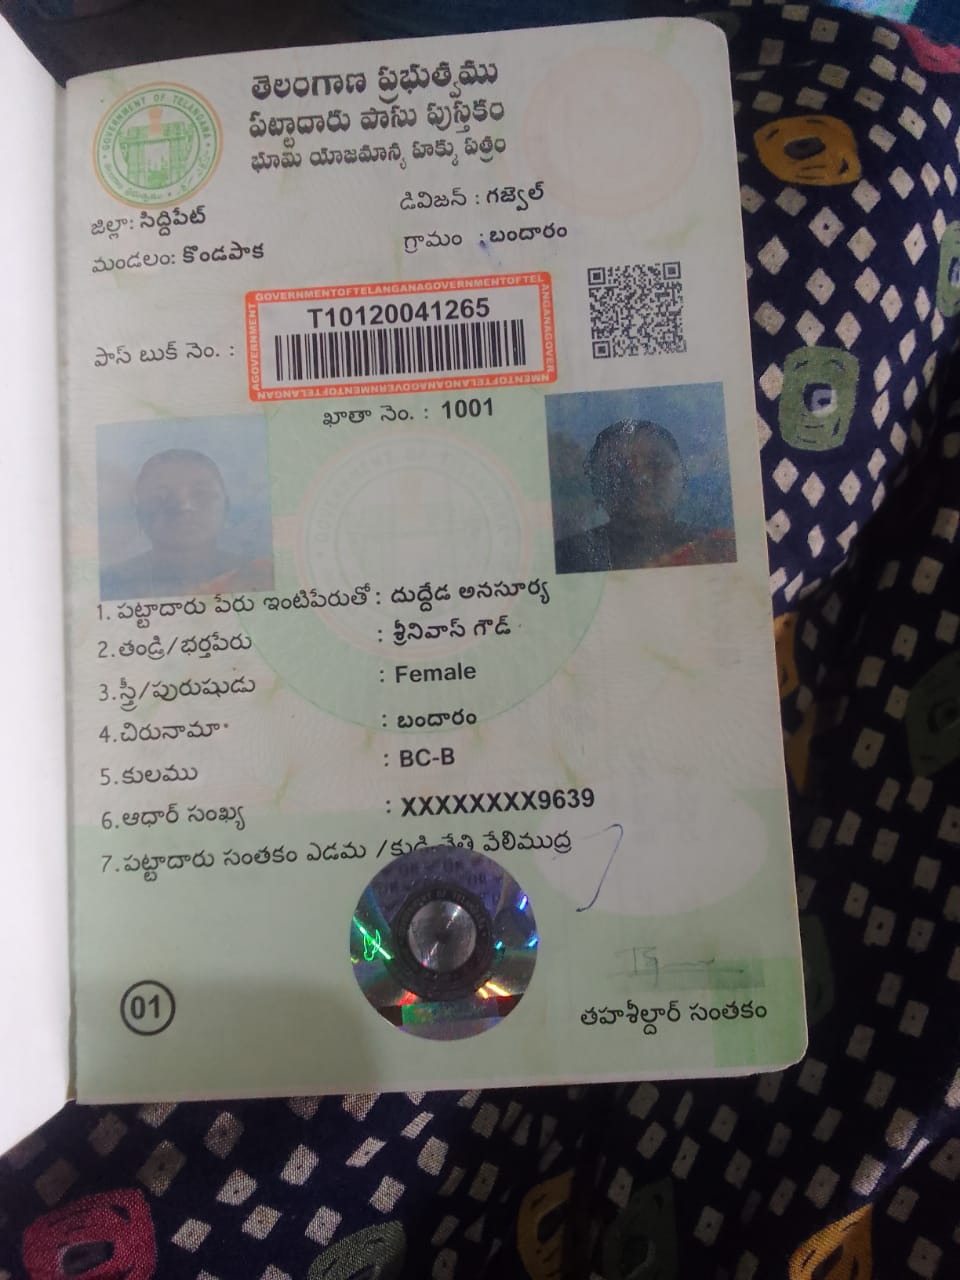 GOVERNMENT OF TELANGANA
తెలంగాణ ప్రభుత్వము
పట్టాదారు పాసు పుస్తకం
భూమి యాజమాన్య హక్కు పత్రం
జిల్లా: సిద్దిపేట్
డివిజన్ : గజ్వెల్
మండలం: కొండపాక
గ్రామం : బందారం
పాస్ బుక్ నెం. :
GOVERNMENTOFTELANGANAGOVERNMENTOFTEL
T10120041265
ఖాతా నెం. : 1001
1. పట్టాదారు పేరు ఇంటిపేరుతో : దుద్దేడ అనసూర్య
2.తండ్రి/భర్తపేరు : శ్రీనివాస్ గౌడ్
3.స్త్రీ/పురుషుడు : Female
4.చిరునామా : బందారం
5.కులము : BC-B
6.ఆధార్ సంఖ్య : XXXXXXXX9639
7.పట్టాదారు సంతకం ఎడమ /కుడి చేతి వేలిముద్ర
01
తహశీల్దార్ సంతకం